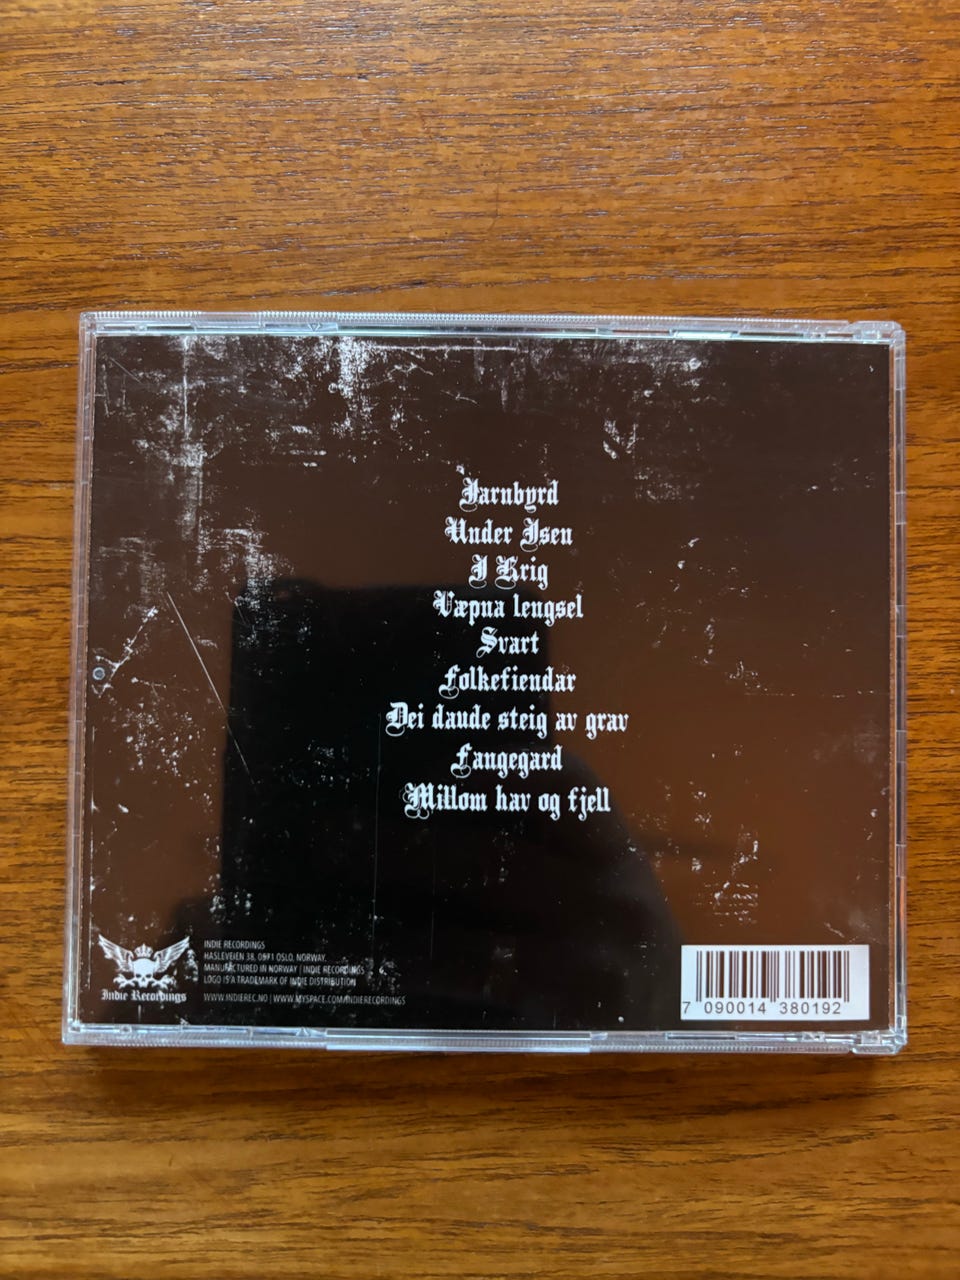 Jarnbyrd
Under Isen
I Krig
Væpna lengsel
Svart
Folkefiendar
Dei daude steig av grav
Fangegard
Millom hav og fjell
Indie Recordings
INDIE RECORDINGS
HASLEVEIEN 38, 0571 OSLO, NORWAY.
MANUFACTURED IN NORWAY / INDIE RECORDINGS
LOGO IS A TRADEMARK OF INDIE DISTRIBUTION
WWW.INDIEREC.NO | WWW.MYSPACE.COM/INDIERECORDINGS
7 090014 380192